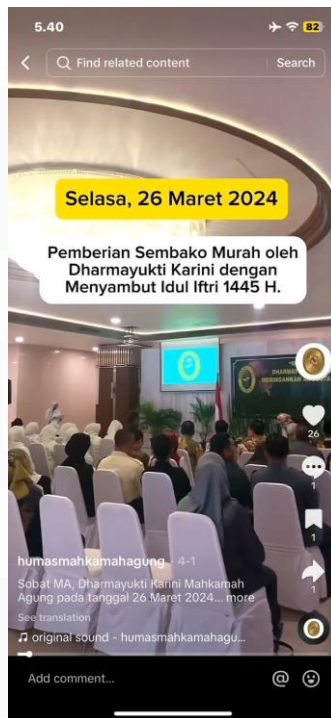 5.40
82
Find related content
Search
Selasa, 26 Maret 2024
Pemberian Sembako Murah oleh
Dharmayukti Karini dengan
Menyambut Idul Iftri 1445 H.
DHARMA
MERINGANKAN
26
1
1
1
humasmahkamahagung 4-1
Sobat MA, Dharmayukti Karini Mahkamah
Agung pada tanggal 26 Maret 2024... more
See translation
original sound - humasmahkamahagu...
Add comment...
@